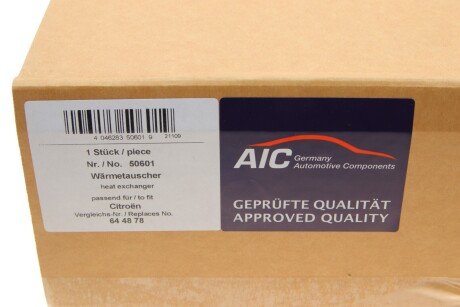 4 046283 50601 9
21109
1 Stück / piece
Nr. / No. 50601
Wärmetauscher
heat exchanger
passend für / to fit
Citroën
Vergleichs-Nr. / Replaces No.
64 48 78
AIC Germany
Automotive Components
GEPRÜFTE QUALITÄT
APPROVED QUALITY